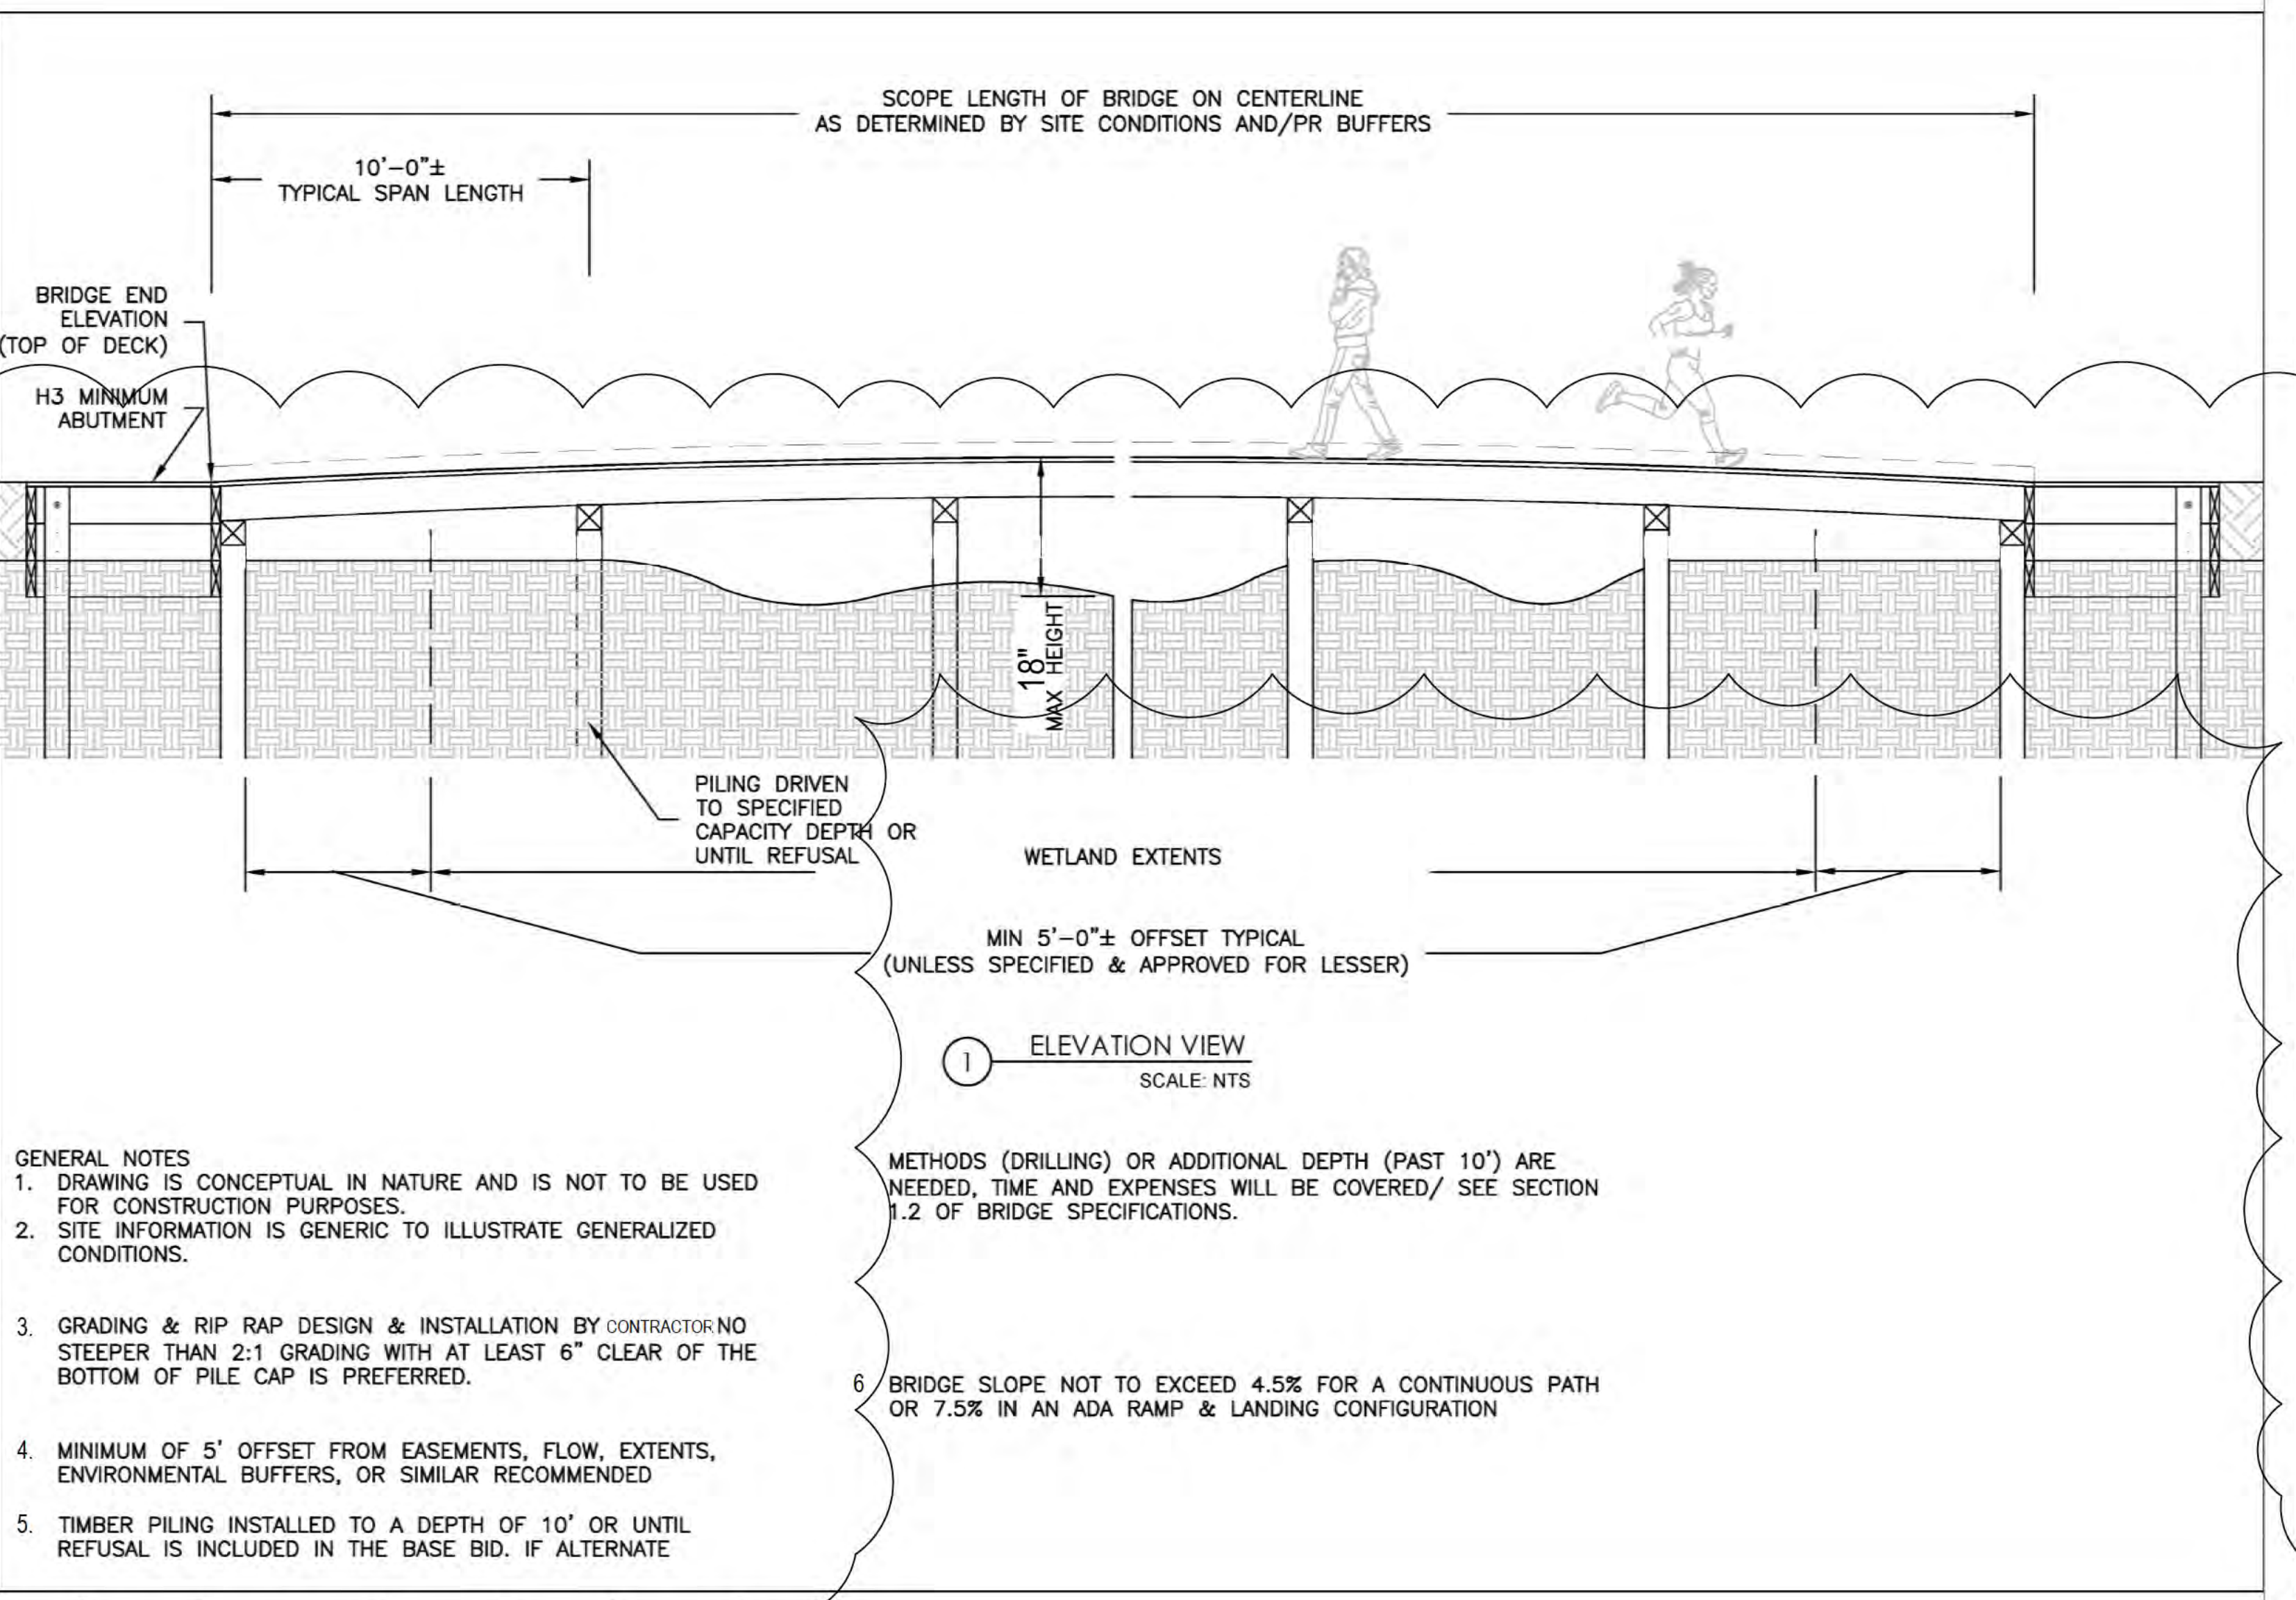 SCOPE LENGTH OF BRIDGE ON CENTERLINE
AS DETERMINED BY SITE CONDITIONS AND/PR BUFFERS
10'-0"±
TYPICAL SPAN LENGTH
BRIDGE END
ELEVATION
(TOP OF DECK)
H3 MINIMUM
ABUTMENT
18"
MAX HEIGHT
PILING DRIVEN
TO SPECIFIED
CAPACITY DEPTH OR
UNTIL REFUSAL
WETLAND EXTENTS
MIN 5'-0"± OFFSET TYPICAL
(UNLESS SPECIFIED & APPROVED FOR LESSER)
1
ELEVATION VIEW
SCALE: NTS
GENERAL NOTES
1. DRAWING IS CONCEPTUAL IN NATURE AND IS NOT TO BE USED
FOR CONSTRUCTION PURPOSES.
2. SITE INFORMATION IS GENERIC TO ILLUSTRATE GENERALIZED
CONDITIONS.
3. GRADING & RIP RAP DESIGN & INSTALLATION BY CONTRACTOR NO
STEEPER THAN 2:1 GRADING WITH AT LEAST 6" CLEAR OF THE
BOTTOM OF PILE CAP IS PREFERRED.
4. MINIMUM OF 5' OFFSET FROM EASEMENTS, FLOW, EXTENTS,
ENVIRONMENTAL BUFFERS, OR SIMILAR RECOMMENDED
5. TIMBER PILING INSTALLED TO A DEPTH OF 10' OR UNTIL
REFUSAL IS INCLUDED IN THE BASE BID. IF ALTERNATE
METHODS (DRILLING) OR ADDITIONAL DEPTH (PAST 10') ARE
NEEDED, TIME AND EXPENSES WILL BE COVERED/ SEE SECTION
1.2 OF BRIDGE SPECIFICATIONS.
6 BRIDGE SLOPE NOT TO EXCEED 4.5% FOR A CONTINUOUS PATH
OR 7.5% IN AN ADA RAMP & LANDING CONFIGURATION